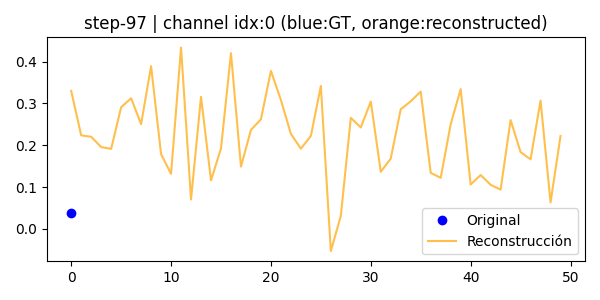 step-97 | channel idx:0 (blue:GT, orange:reconstructed)
0.4
0.3
0.2
0.1
0.0
Original
Reconstrucción
0 10 20 30 40 50